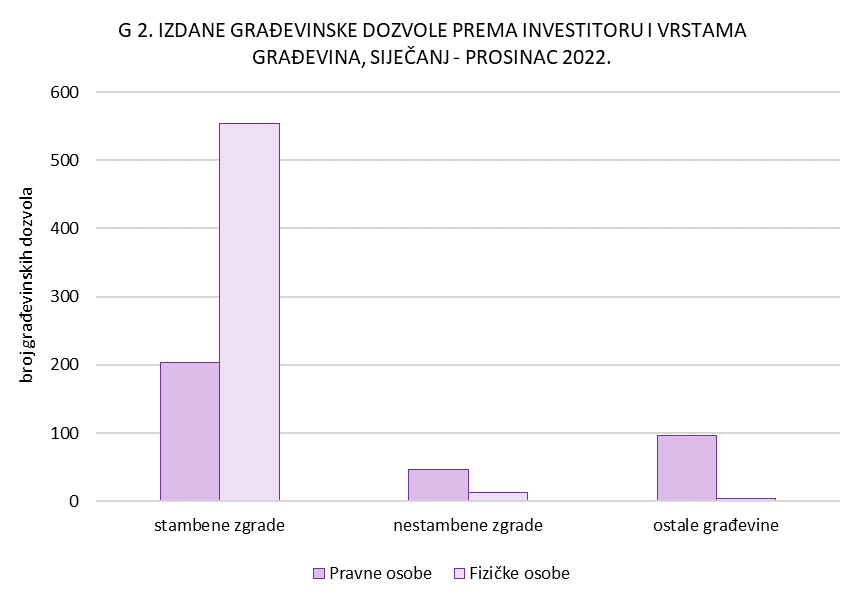 G 2. IZDANE GRAĐEVINSKE DOZVOLE PREMA INVESTITORU I VRSTAMA
GRAĐEVINA, SIJEČANJ - PROSINAC 2022.
broj građevinskih dozvola
600
500
400
300
200
100
0
stambene zgrade
nestambene zgrade
ostale građevine
Pravne osobe
Fizičke osobe